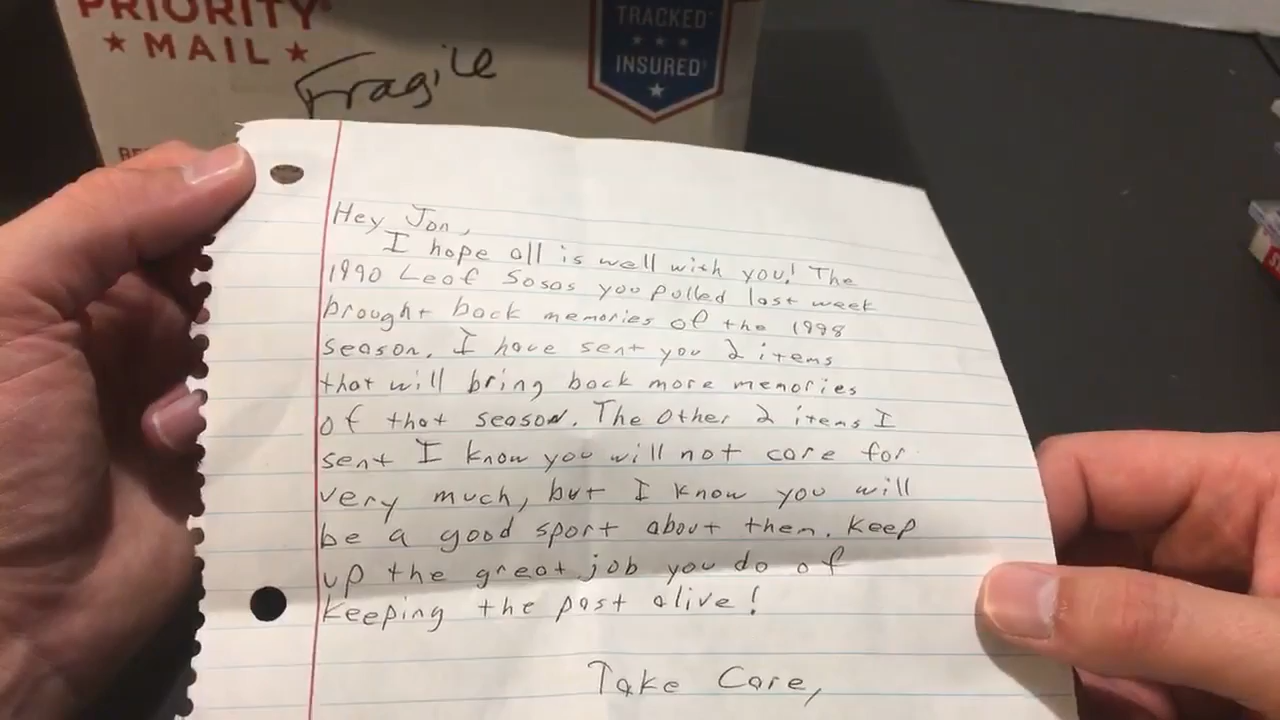 PRIORITY
★ MAIL ★
TRACKED
★ ★ ★
INSURED
★
Fragile
Hey Jon,
I hope all is well with you! The
1990 Leaf Sosas you pulled last week
brought back memories of the 1998
season. I have sent you 2 items
that will bring back more memories
of that season. The other 2 items I
sent I know you will not care for
very much, but I know you will
be a good sport about them. Keep
up the great job you do of
keeping the past alive!
Take Care,